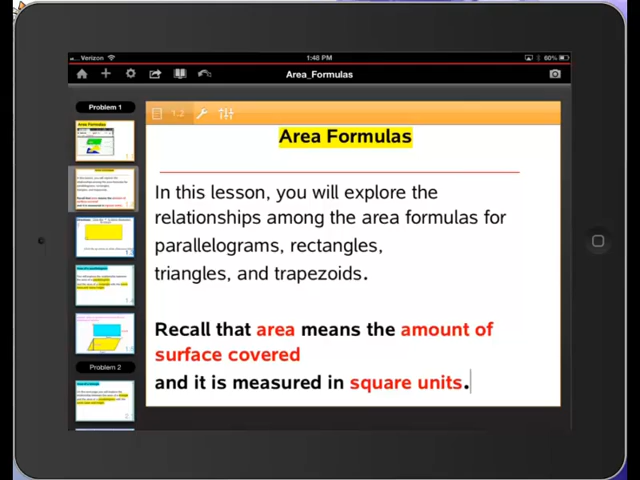 Verizon
1:48 PM
60%
Area_Formulas
Problem 1
1.2
Area Formulas
In this lesson, you will explore the
relationships among the area formulas for
parallelograms, rectangles,
triangles, and trapezoids.
Recall that area means the amount of
surface covered
and it is measured in square units.
Problem 2